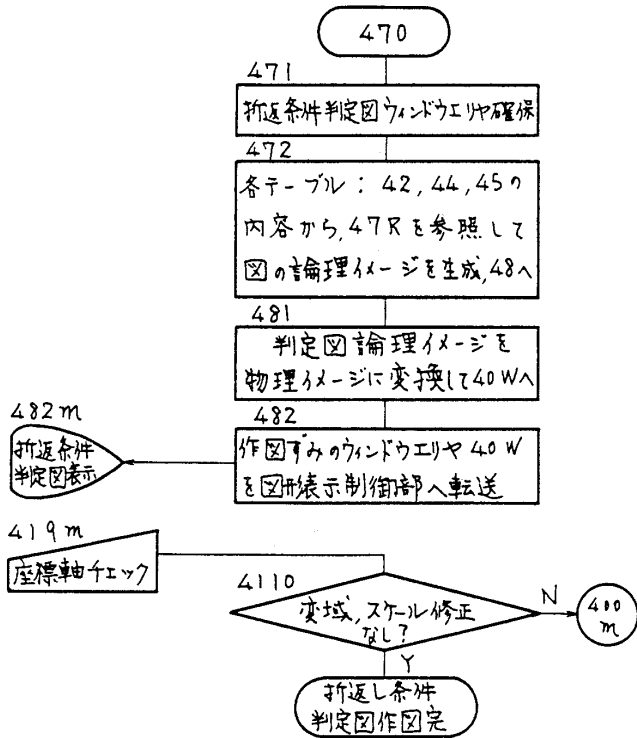 470
471
折返条件判定図ウィンドウエリヤ確保
472
各テーブル：42,44,45の
内容から,47Rを参照して
図の論理イメージを生成,48へ
481
判定図論理イメージを
物理イメージに変換して40Wへ
482m
折返条件
判定図表示
482
作図ずみのウィンドウエリヤ40W
を図形表示制御部へ転送
419m
座標軸チェック
4110
変域,スケール修正
なし?
N
400
m
Y
折返し条件
判定図作図完